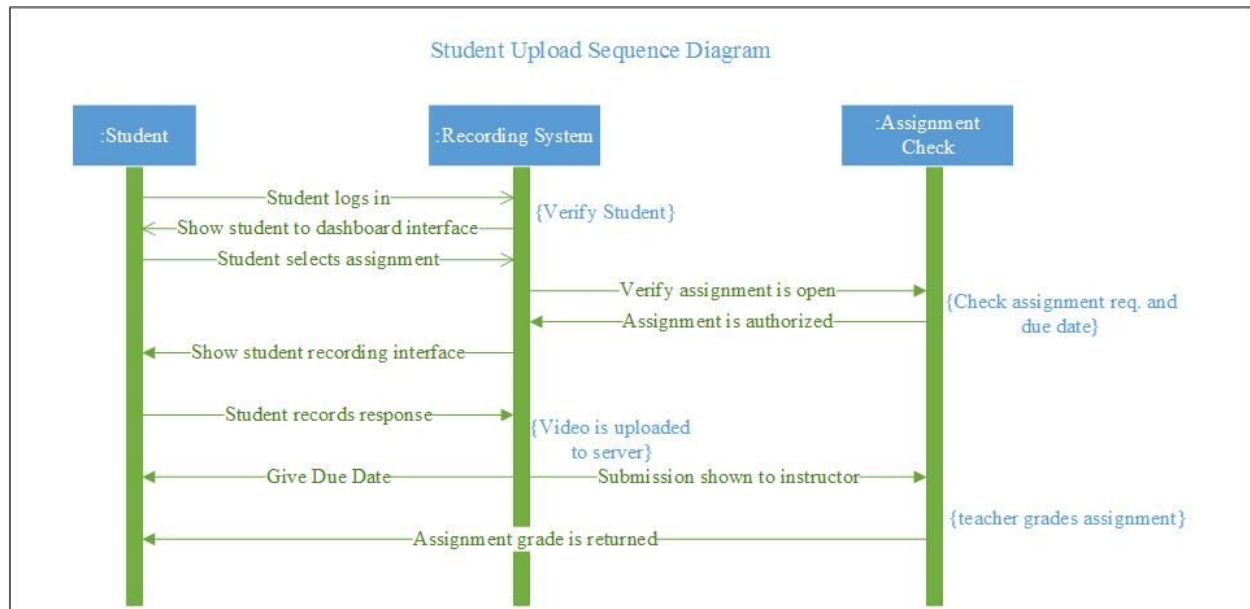 Student Upload Sequence Diagram
:Student
:Recording System
:Assignment
Check
Student logs in
{Verify Student}
Show student to dashboard interface
Student selects assignment
Verify assignment is open
{Check assignment req. and
due date}
Assignment is authorized
Show student recording interface
Student records response
{Video is uploaded
to server}
Give Due Date
Submission shown to instructor
{teacher grades assignment}
Assignment grade is returned